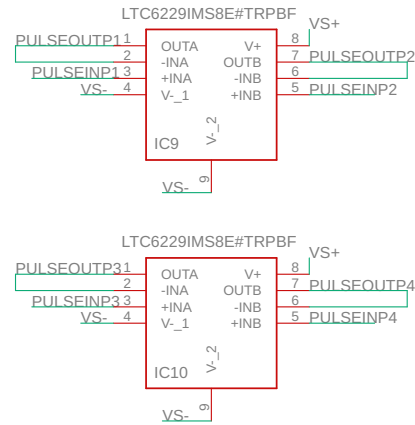 LTC6229IMS8E#TRPBF
VS+
PULSEOUTP1 1 OUTA V+ 8
2 -INA OUTB 7 PULSEOUTP2
PULSEINP1 3 +INA -INB 6
VS- 4 V-_1 +INB 5 PULSEINP2
V-_2
IC9
VS- 9
LTC6229IMS8E#TRPBF
VS+
PULSEOUTP3 1 OUTA V+ 8
2 -INA OUTB 7 PULSEOUTP4
PULSEINP3 3 +INA -INB 6
VS- 4 V-_1 +INB 5 PULSEINP4
V-_2
IC10
VS- 9